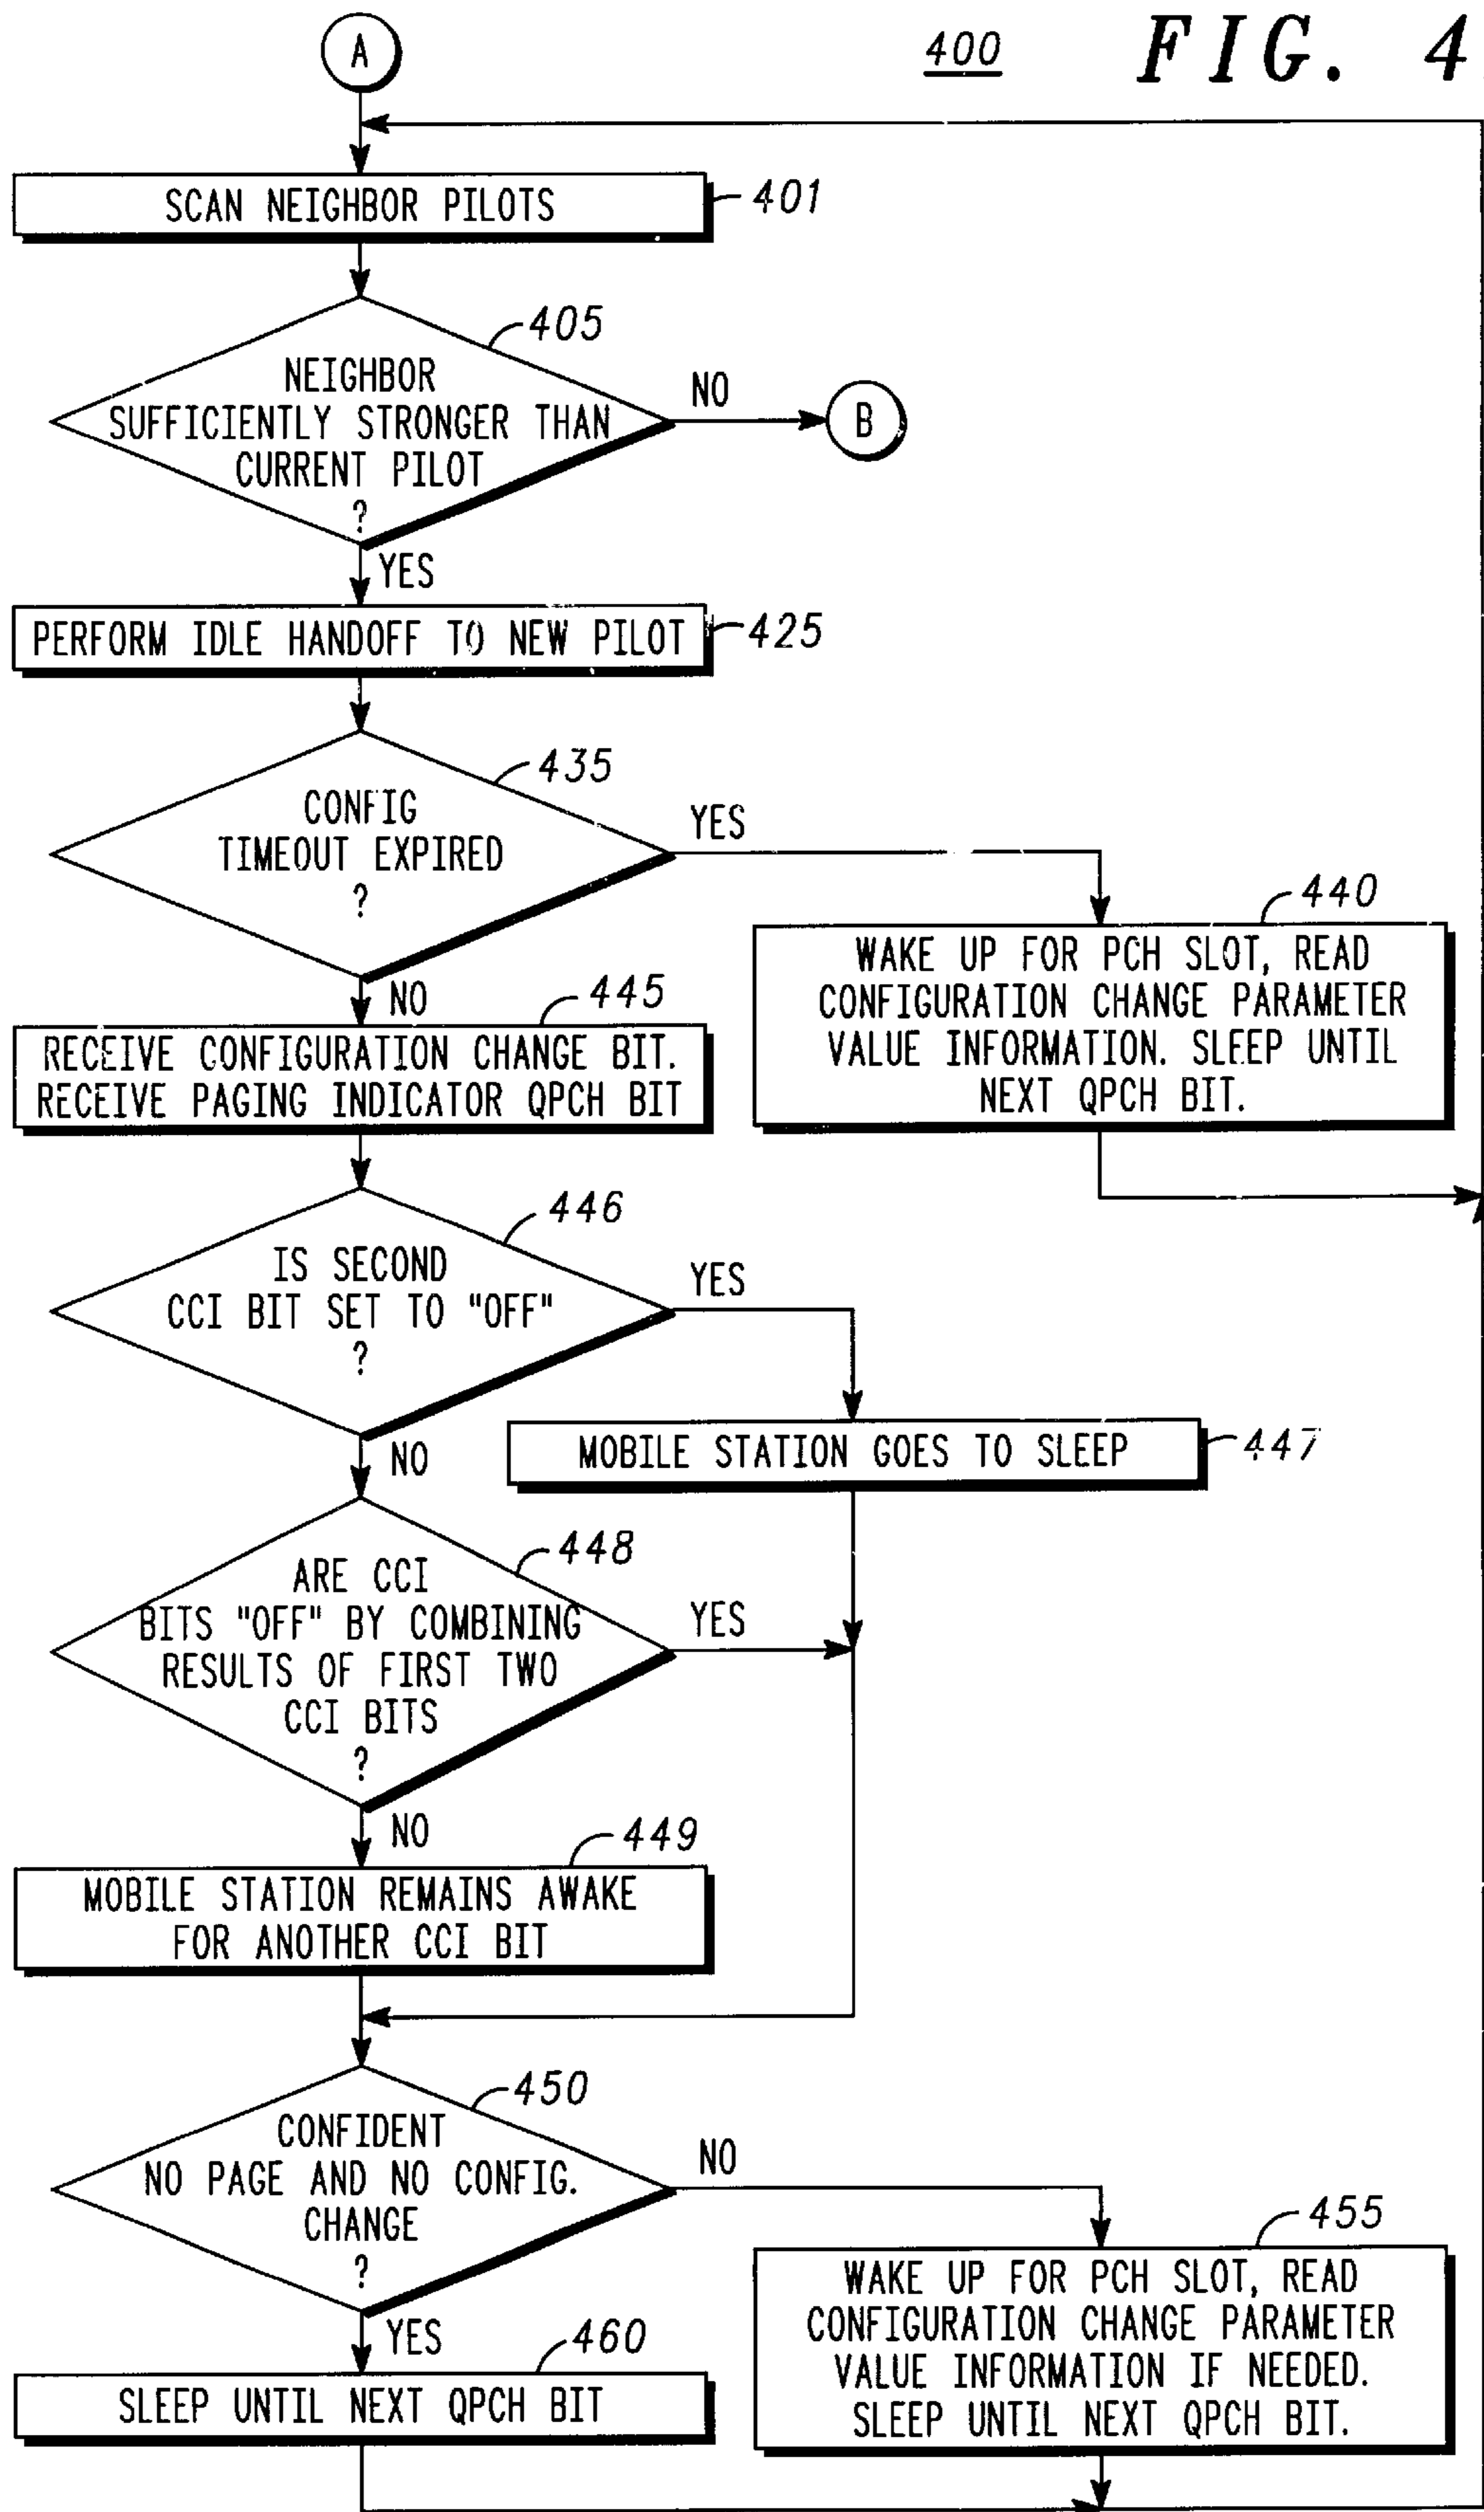 A
400
FIG. 4
SCAN NEIGHBOR PILOTS
401
405
NEIGHBOR
SUFFICIENTLY STRONGER THAN
CURRENT PILOT
?
NO
B
YES
PERFORM IDLE HANDOFF TO NEW PILOT
425
435
CONFIG
TIMEOUT EXPIRED
?
YES
440
WAKE UP FOR PCH SLOT, READ
CONFIGURATION CHANGE PARAMETER
VALUE INFORMATION. SLEEP UNTIL
NEXT QPCH BIT.
NO
445
RECEIVE CONFIGURATION CHANGE BIT.
RECEIVE PAGING INDICATOR QPCH BIT
446
IS SECOND
CCI BIT SET TO "OFF"
?
YES
MOBILE STATION GOES TO SLEEP
447
NO
448
ARE CCI
BITS "OFF" BY COMBINING
RESULTS OF FIRST TWO
CCI BITS
?
YES
NO
449
MOBILE STATION REMAINS AWAKE
FOR ANOTHER CCI BIT
450
CONFIDENT
NO PAGE AND NO CONFIG.
CHANGE
?
NO
455
WAKE UP FOR PCH SLOT, READ
CONFIGURATION CHANGE PARAMETER
VALUE INFORMATION IF NEEDED.
SLEEP UNTIL NEXT QPCH BIT.
YES
460
SLEEP UNTIL NEXT QPCH BIT